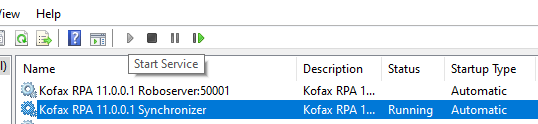 View Help
Start Service
l)
Name Description Status Startup Type
Kofax RPA 11.0.0.1 Roboserver:50001 Kofax RPA 1... Automatic
Kofax RPA 11.0.0.1 Synchronizer Kofax RPA 1... Running Automatic